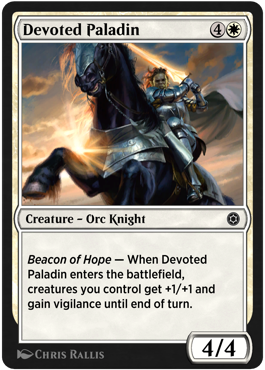 Devoted Paladin 4
Creature – Orc Knight
Beacon of Hope — When Devoted
Paladin enters the battlefield,
creatures you control get +1/+1 and
gain vigilance until end of turn.
Chris Rallis 4/4